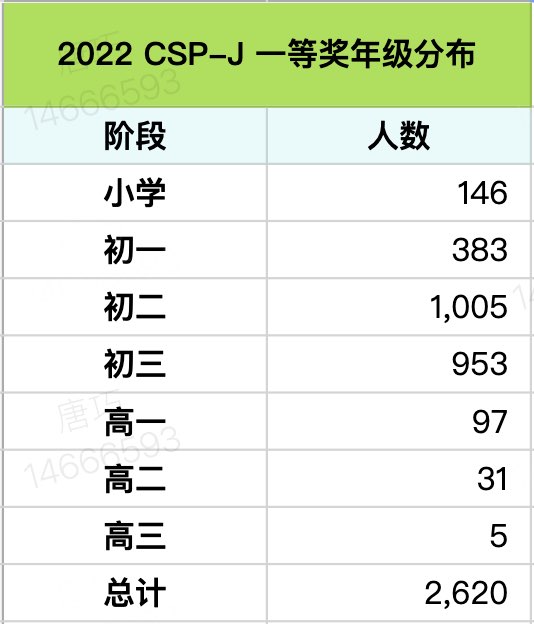 2022 CSP-J 一等奖年级分布
阶段 人数
小学 146
初一 383
初二 1,005
初三 953
高一 97
高二 31
高三 5
总计 2,620
唐巧
14666593
唐巧
14666593